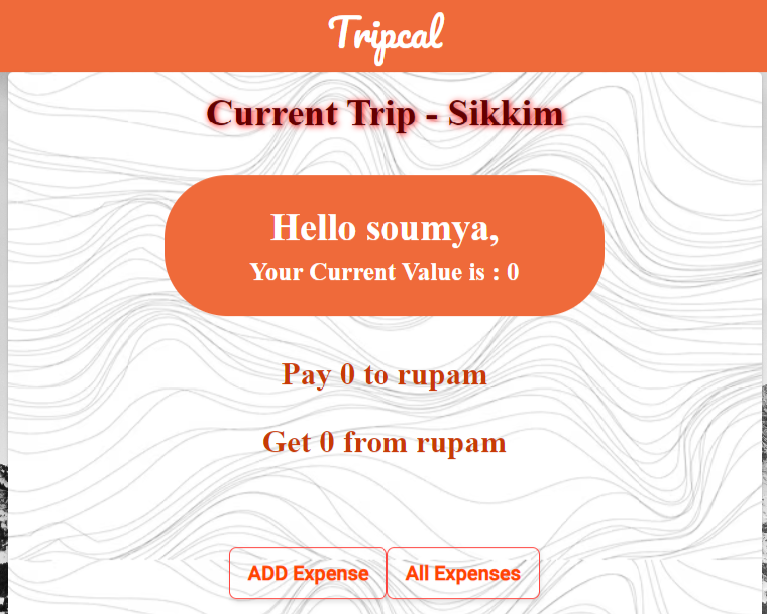 Tripcal
Current Trip - Sikkim
Hello soumya,
Your Current Value is : 0
Pay 0 to rupam
Get 0 from rupam
ADD Expense
All Expenses